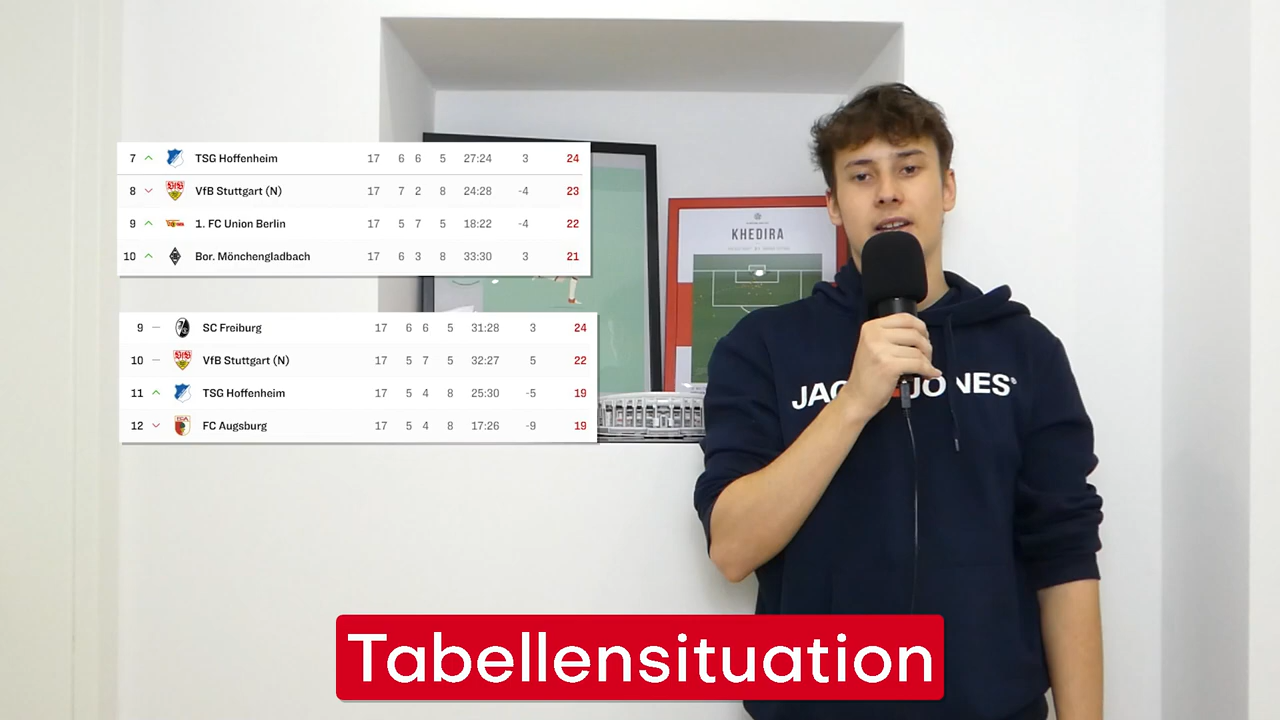 7 TSG Hoffenheim 17 6 6 5 27:24 3 24
8 VfB Stuttgart (N) 17 7 2 8 24:28 -4 23
9 1. FC Union Berlin 17 5 7 5 18:22 -4 22
10 Bor. Mönchengladbach 17 6 3 8 33:30 3 21
KHEDIRA
9 SC Freiburg 17 6 6 5 31:28 3 24
10 VfB Stuttgart (N) 17 5 7 5 32:27 5 22
11 TSG Hoffenheim 17 5 4 8 25:30 -5 19
12 FC Augsburg 17 5 4 8 17:26 -9 19
JAC JONES®
Tabellensituation